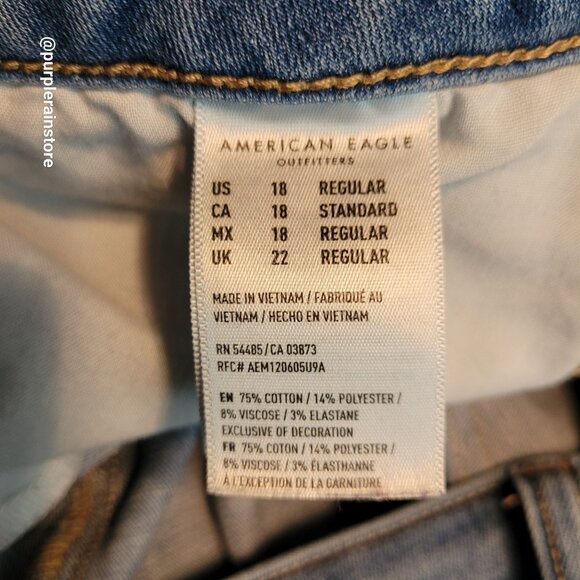 @purplerainstore
AMERICAN EAGLE
OUTFITTERS
US 18 REGULAR
CA 18 STANDARD
MX 18 REGULAR
UK 22 REGULAR
MADE IN VIETNAM / FABRIQUÉ AU
VIETNAM / HECHO EN VIETNAM
RN 54485/CA 03873
RFC# AEM120605U9A
EN 75% COTTON / 14% POLYESTER /
8% VISCOSE / 3% ELASTANE
EXCLUSIVE OF DECORATION
FR 75% COTON / 14% POLYESTER /
8% VISCOSE / 3% ÉLASTHANNE
À L'EXCEPTION DE LA GARNITURE